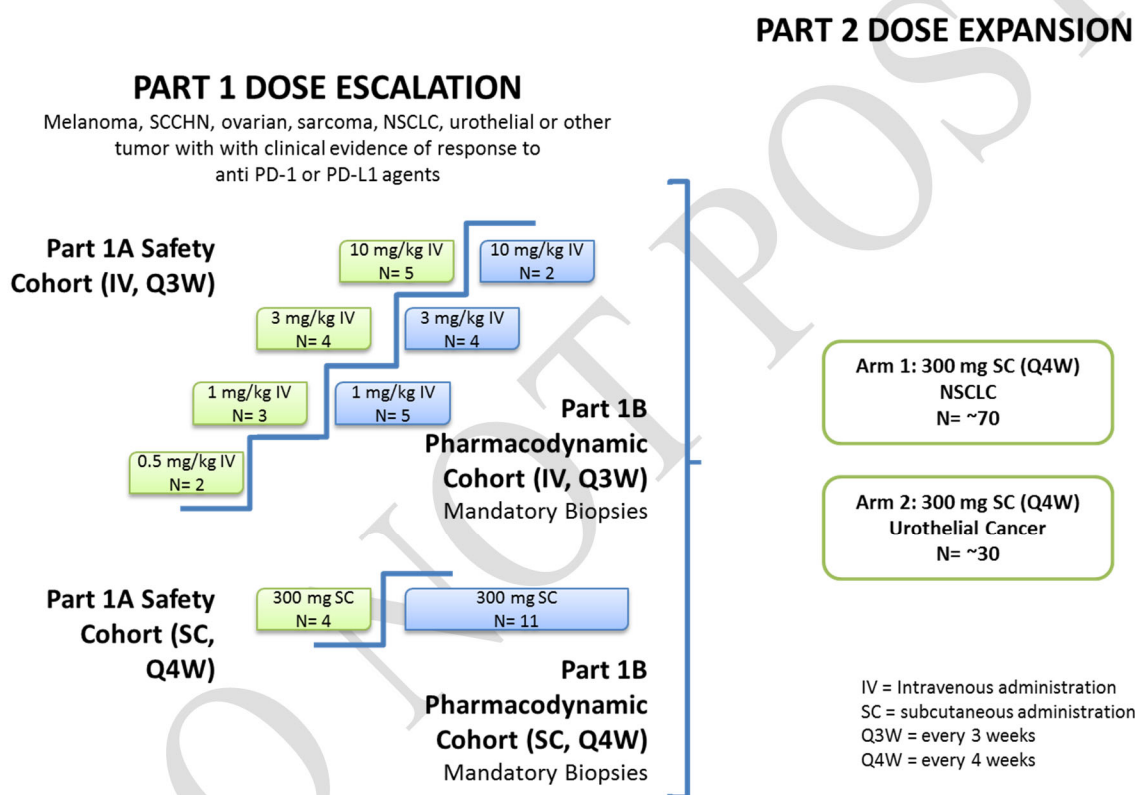 PART 2 DOSE EXPANSION
PART 1 DOSE ESCALATION
Melanoma, SCCHN, ovarian, sarcoma, NSCLC, urothelial or other
tumor with with clinical evidence of response to
anti PD-1 or PD-L1 agents
Part 1A Safety
Cohort (IV, Q3W)
10 mg/kg IV
N= 5
10 mg/kg IV
N= 2
3 mg/kg IV
N= 4
3 mg/kg IV
N= 4
1 mg/kg IV
N= 3
1 mg/kg IV
N= 5
0.5 mg/kg IV
N= 2
Part 1B
Pharmacodynamic
Cohort (IV, Q3W)
Mandatory Biopsies
Part 1A Safety
Cohort (SC,
Q4W)
300 mg SC
N= 4
300 mg SC
N= 11
Part 1B
Pharmacodynamic
Cohort (SC, Q4W)
Mandatory Biopsies
Arm 1: 300 mg SC (Q4W)
NSCLC
N= ~70
Arm 2: 300 mg SC (Q4W)
Urothelial Cancer
N= ~30
IV = Intravenous administration
SC = subcutaneous administration
Q3W = every 3 weeks
Q4W = every 4 weeks
O NOT POST